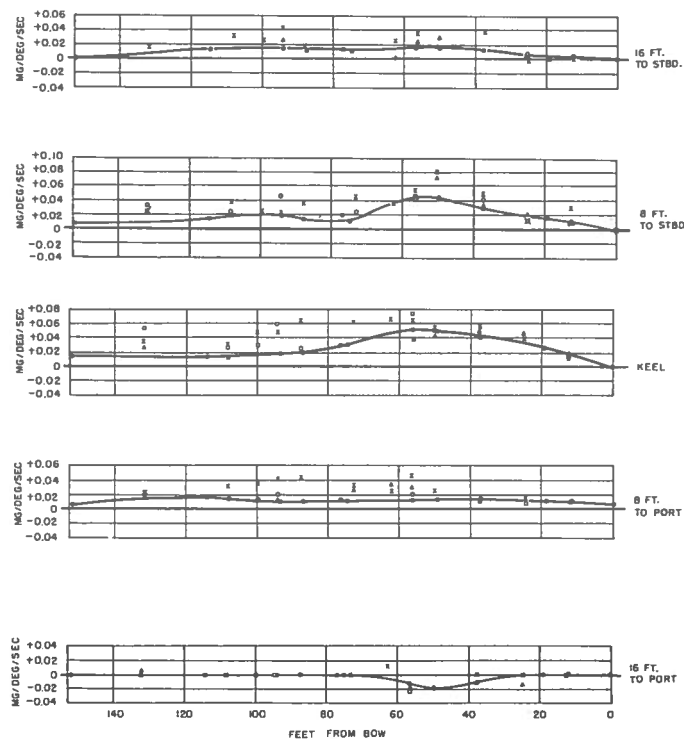 MG/DEG/SEC
+0.06
+0.04
+0.02
0
−0.02
−0.04
16 FT.
TO STBD.
MG/DEG/SEC
+0.10
+0.08
+0.06
+0.04
+0.02
0
−0.02
−0.04
8 FT.
TO STBD
MG/DEG/SEC
+0.08
+0.06
+0.04
+0.02
0
−0.02
−0.04
KEEL
MG/DEG/SEC
+0.06
+0.04
+0.02
0
−0.02
−0.04
8 FT.
TO PORT
MG/DEG/SEC
+0.04
+0.02
0
−0.02
−0.04
16 FT.
TO PORT
140 120 100 80 60 40 20 0
FEET FROM BOW